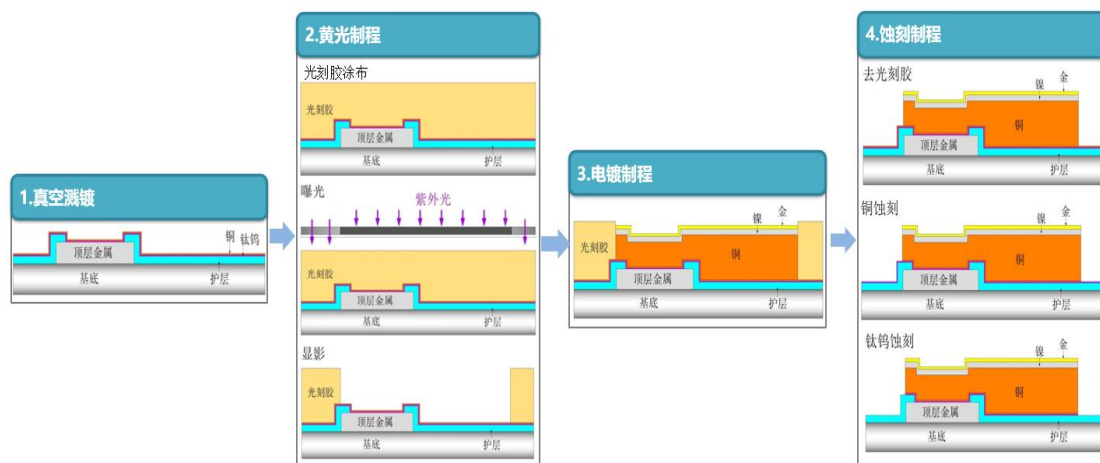 1.真空溅镀
铜
钛钨
顶层金属
基底
护层
2.黄光制程
光刻胶涂布
光刻胶
顶层金属
基底
护层
曝光
紫外光
光刻胶
顶层金属
基底
护层
显影
光刻胶
顶层金属
基底
护层
3.电镀制程
金
镍
光刻胶
铜
顶层金属
基底
护层
4.蚀刻制程
去光刻胶
金
镍
铜
顶层金属
基底
护层
铜蚀刻
金
镍
铜
顶层金属
基底
护层
钛钨蚀刻
金
镍
铜
顶层金属
基底
护层